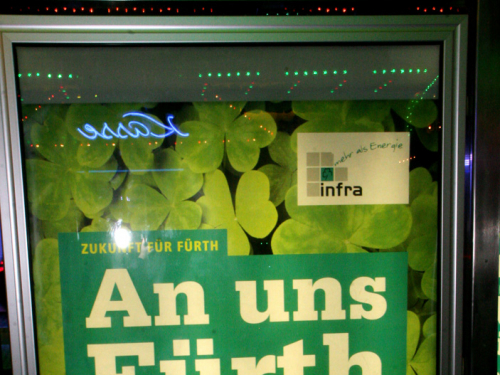 Kasse
mehr als Energie
infra
ZUKUNFT FÜR FÜRTH
An uns
Fürth